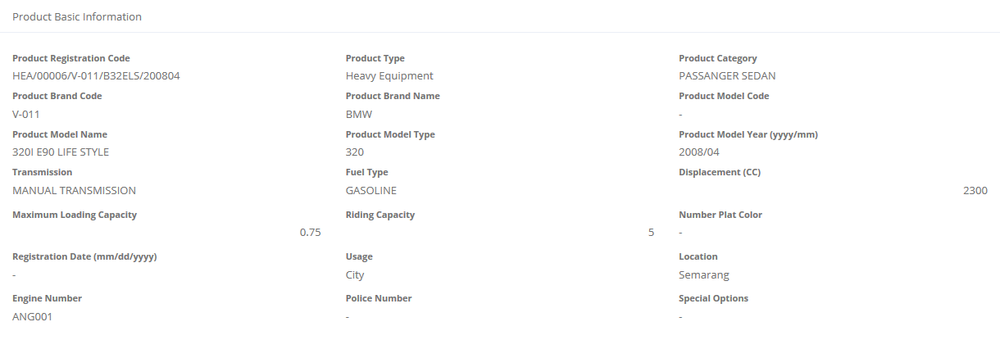 Product Basic Information
Product Registration Code Product Type Product Category
HEA/00006/V-011/B32ELS/200804 Heavy Equipment PASSANGER SEDAN
Product Brand Code Product Brand Name Product Model Code
V-011 BMW -
Product Model Name Product Model Type Product Model Year (yyyy/mm)
320I E90 LIFE STYLE 320 2008/04
Transmission Fuel Type Displacement (CC)
MANUAL TRANSMISSION GASOLINE 2300
Maximum Loading Capacity Riding Capacity Number Plat Color
0.75 5 -
Registration Date (mm/dd/yyyy) Usage Location
- City Semarang
Engine Number Police Number Special Options
ANG001 - -